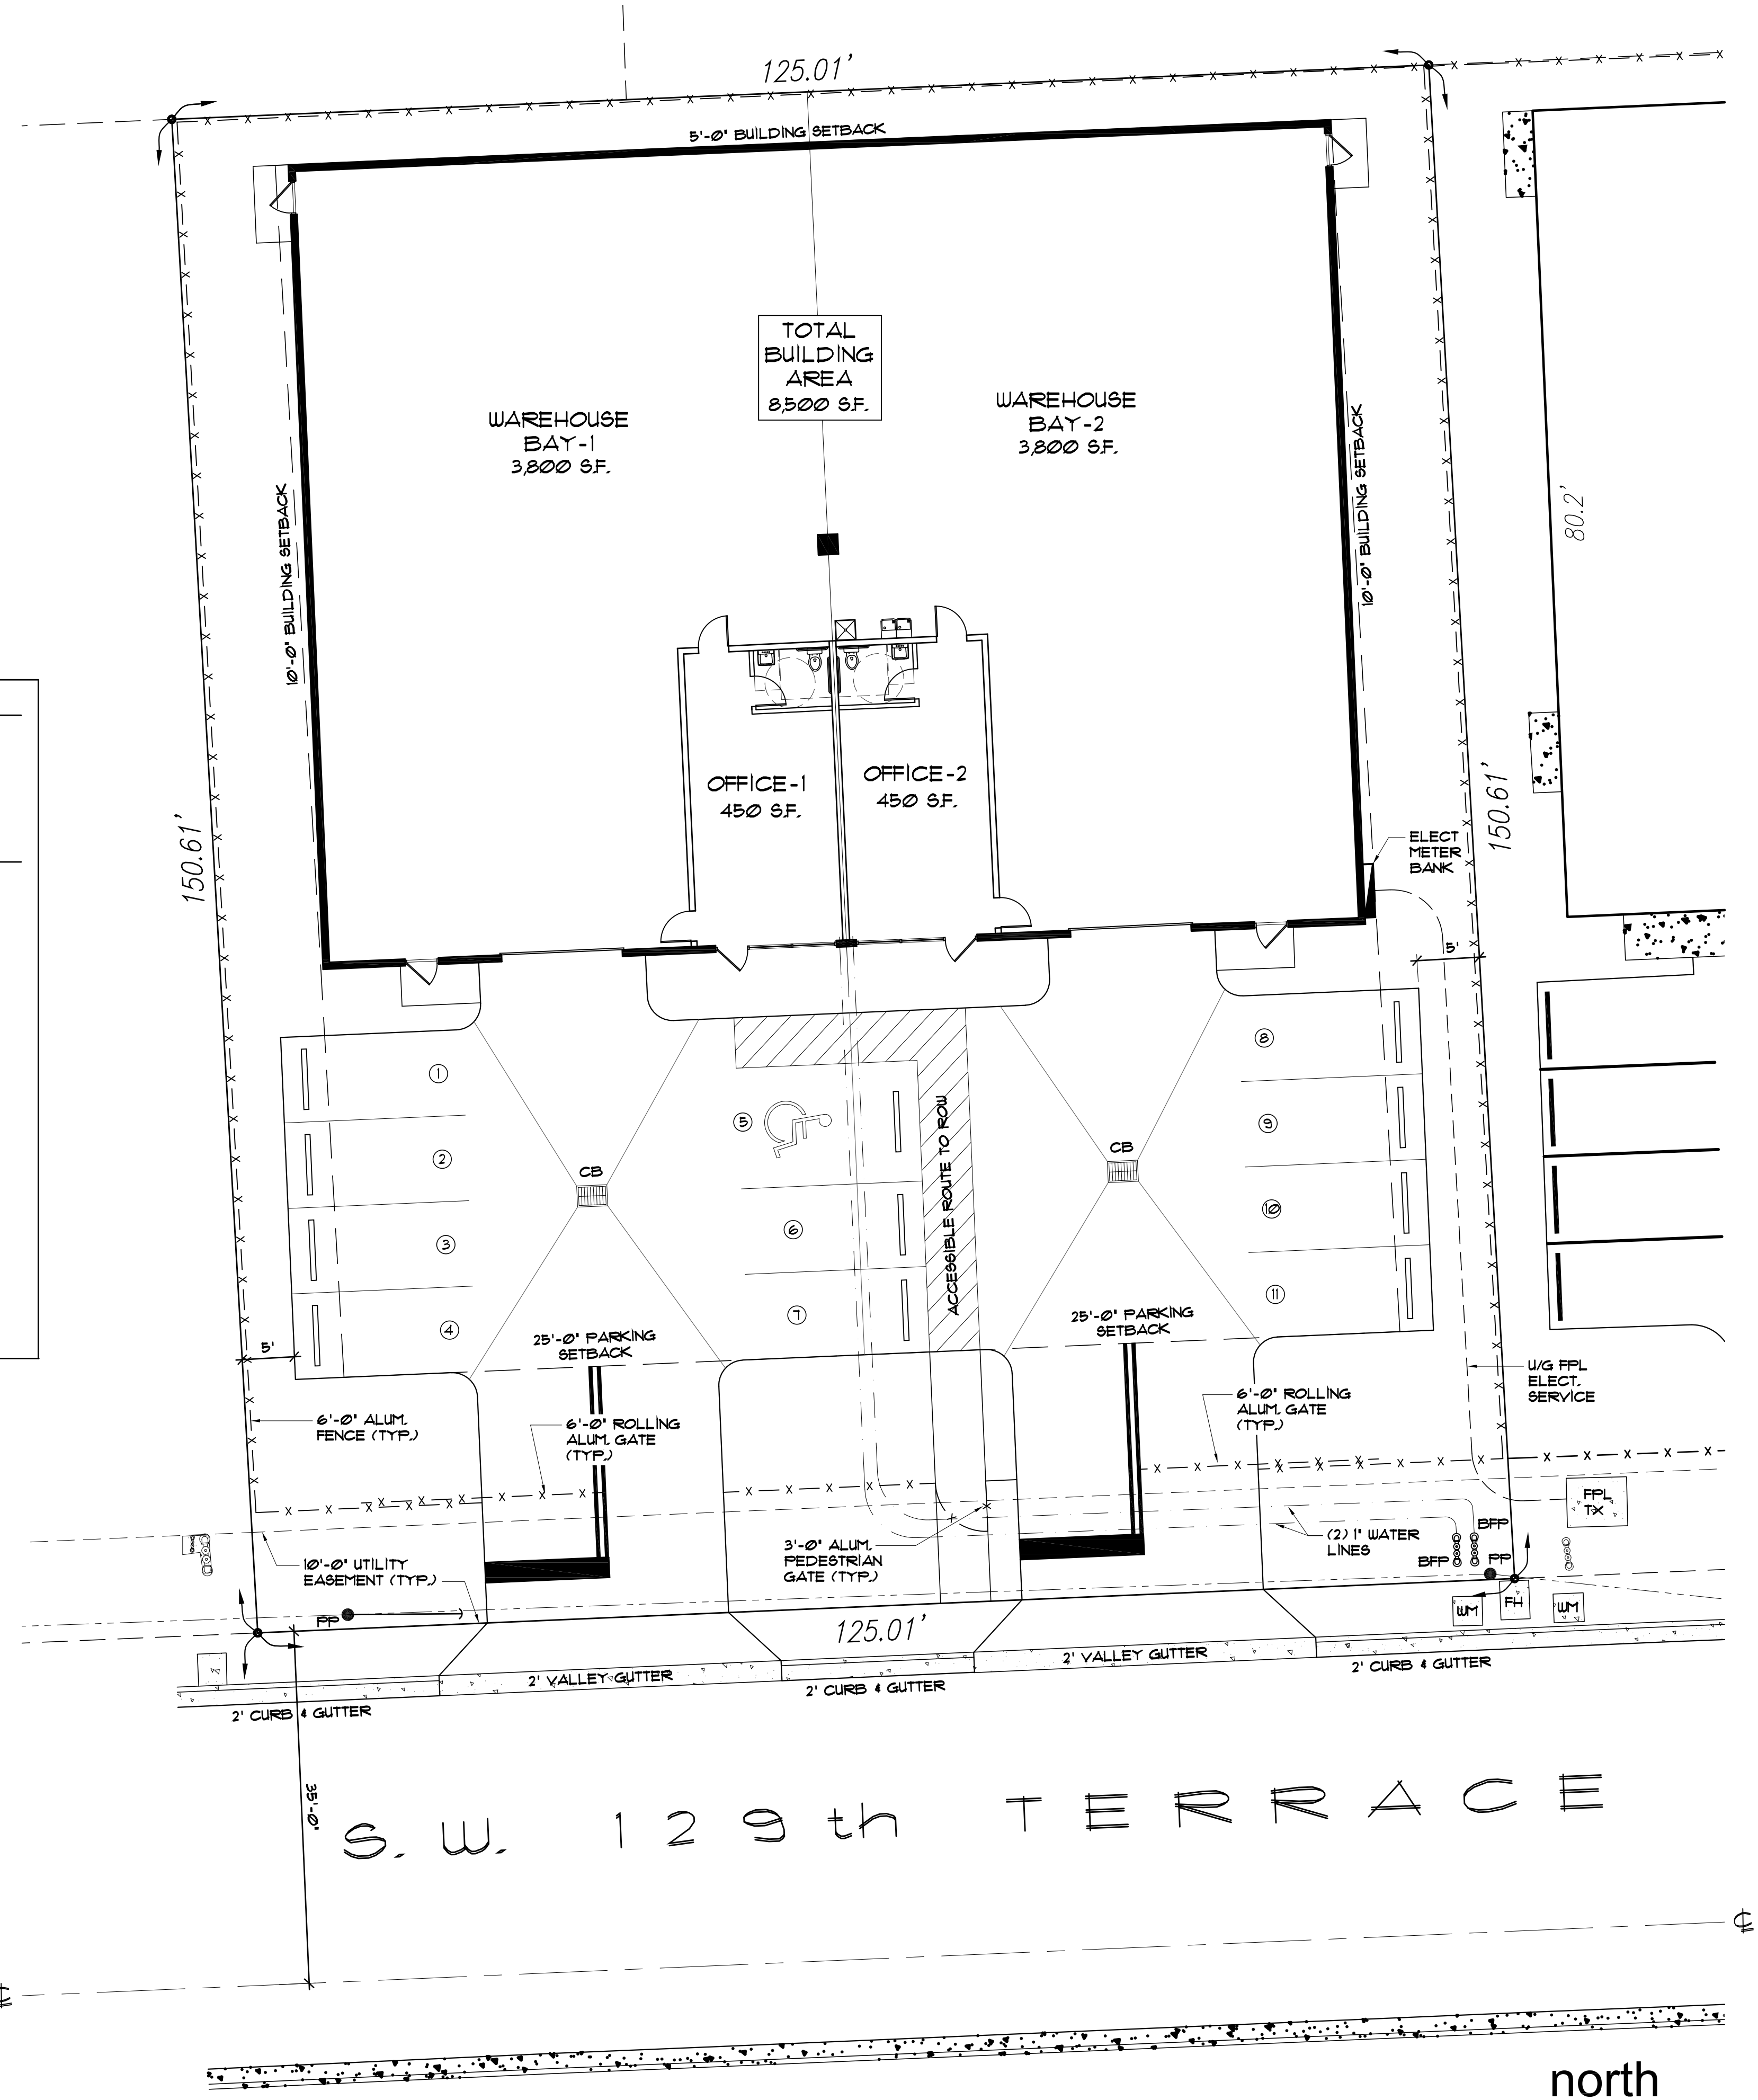 125.01'
5'-0" BUILDING SETBACK
TOTAL
BUILDING
AREA
8,500 S.F.
WAREHOUSE
BAY-1
3,800 S.F.
WAREHOUSE
BAY-2
3,800 S.F.
10'-0" BUILDING SETBACK
10'-0" BUILDING SETBACK
80.2'
OFFICE-1
450 S.F.
OFFICE-2
450 S.F.
150.61'
150.61'
ELECT
METER
BANK
5'
1
2
3
4
5
6
7
8
9
10
11
CB
CB
ACCESSIBLE ROUTE TO ROW
25'-0" PARKING
SETBACK
25'-0" PARKING
SETBACK
5'
U/G FPL
ELECT.
SERVICE
6'-0" ALUM.
FENCE (TYP.)
6'-0" ROLLING
ALUM. GATE
(TYP.)
6'-0" ROLLING
ALUM. GATE
(TYP.)
FPL
TX
3'-0" ALUM.
PEDESTRIAN
GATE (TYP.)
(2) 1" WATER
LINES
BFP
BFP
PP
10'-0" UTILITY
EASEMENT (TYP.)
PP
WM
FH
WM
125.01'
2' VALLEY GUTTER
2' VALLEY GUTTER
2' CURB & GUTTER
2' CURB & GUTTER
2' CURB & GUTTER
35'-0"
S. W. 129th TERRACE
℄
℄
north